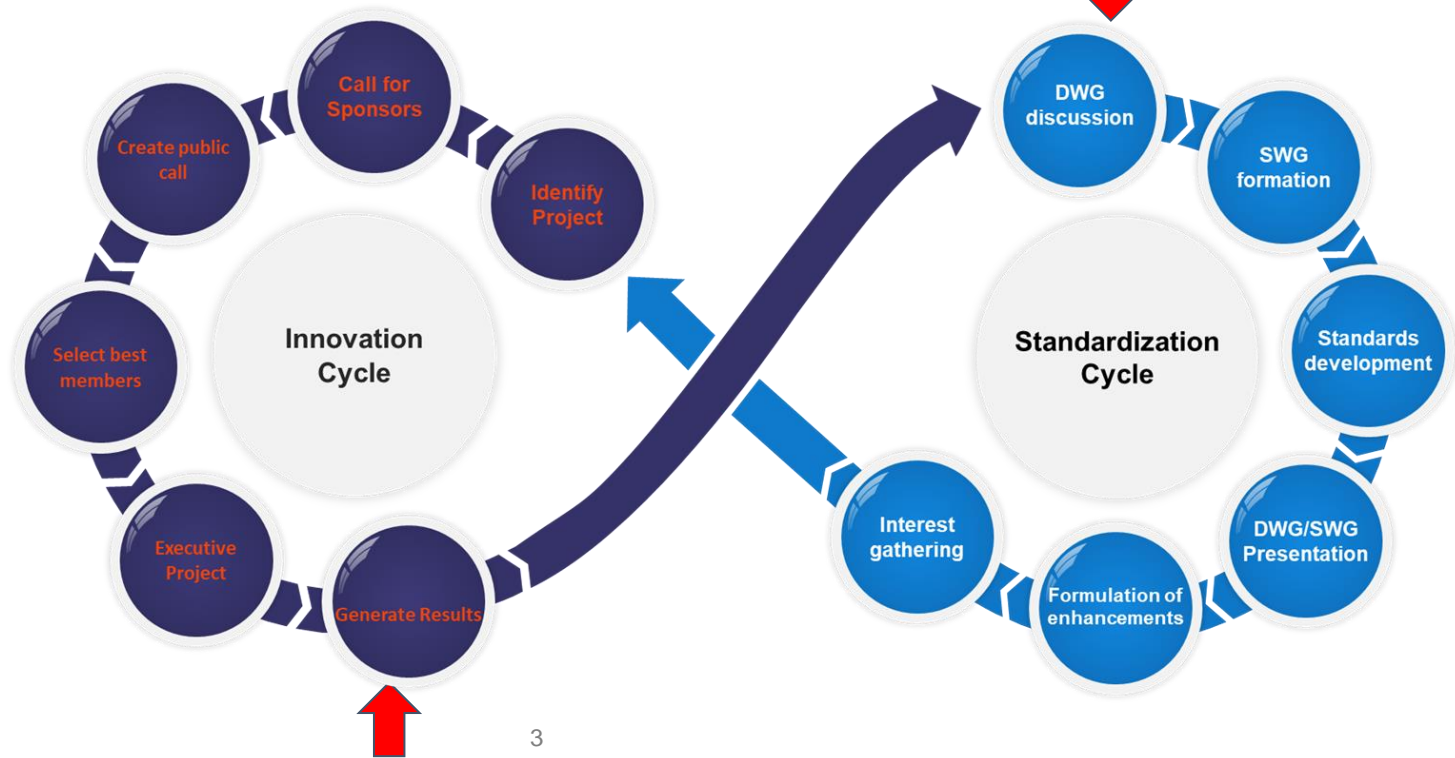 Call for
Sponsors
Create public
call
Identify
Project
Select best
members
Innovation
Cycle
Executive
Project
Generate Results
DWG
discussion
SWG
formation
Standards
development
Standardization
Cycle
DWG/SWG
Presentation
Formulation of
enhancements
Interest
gathering
3